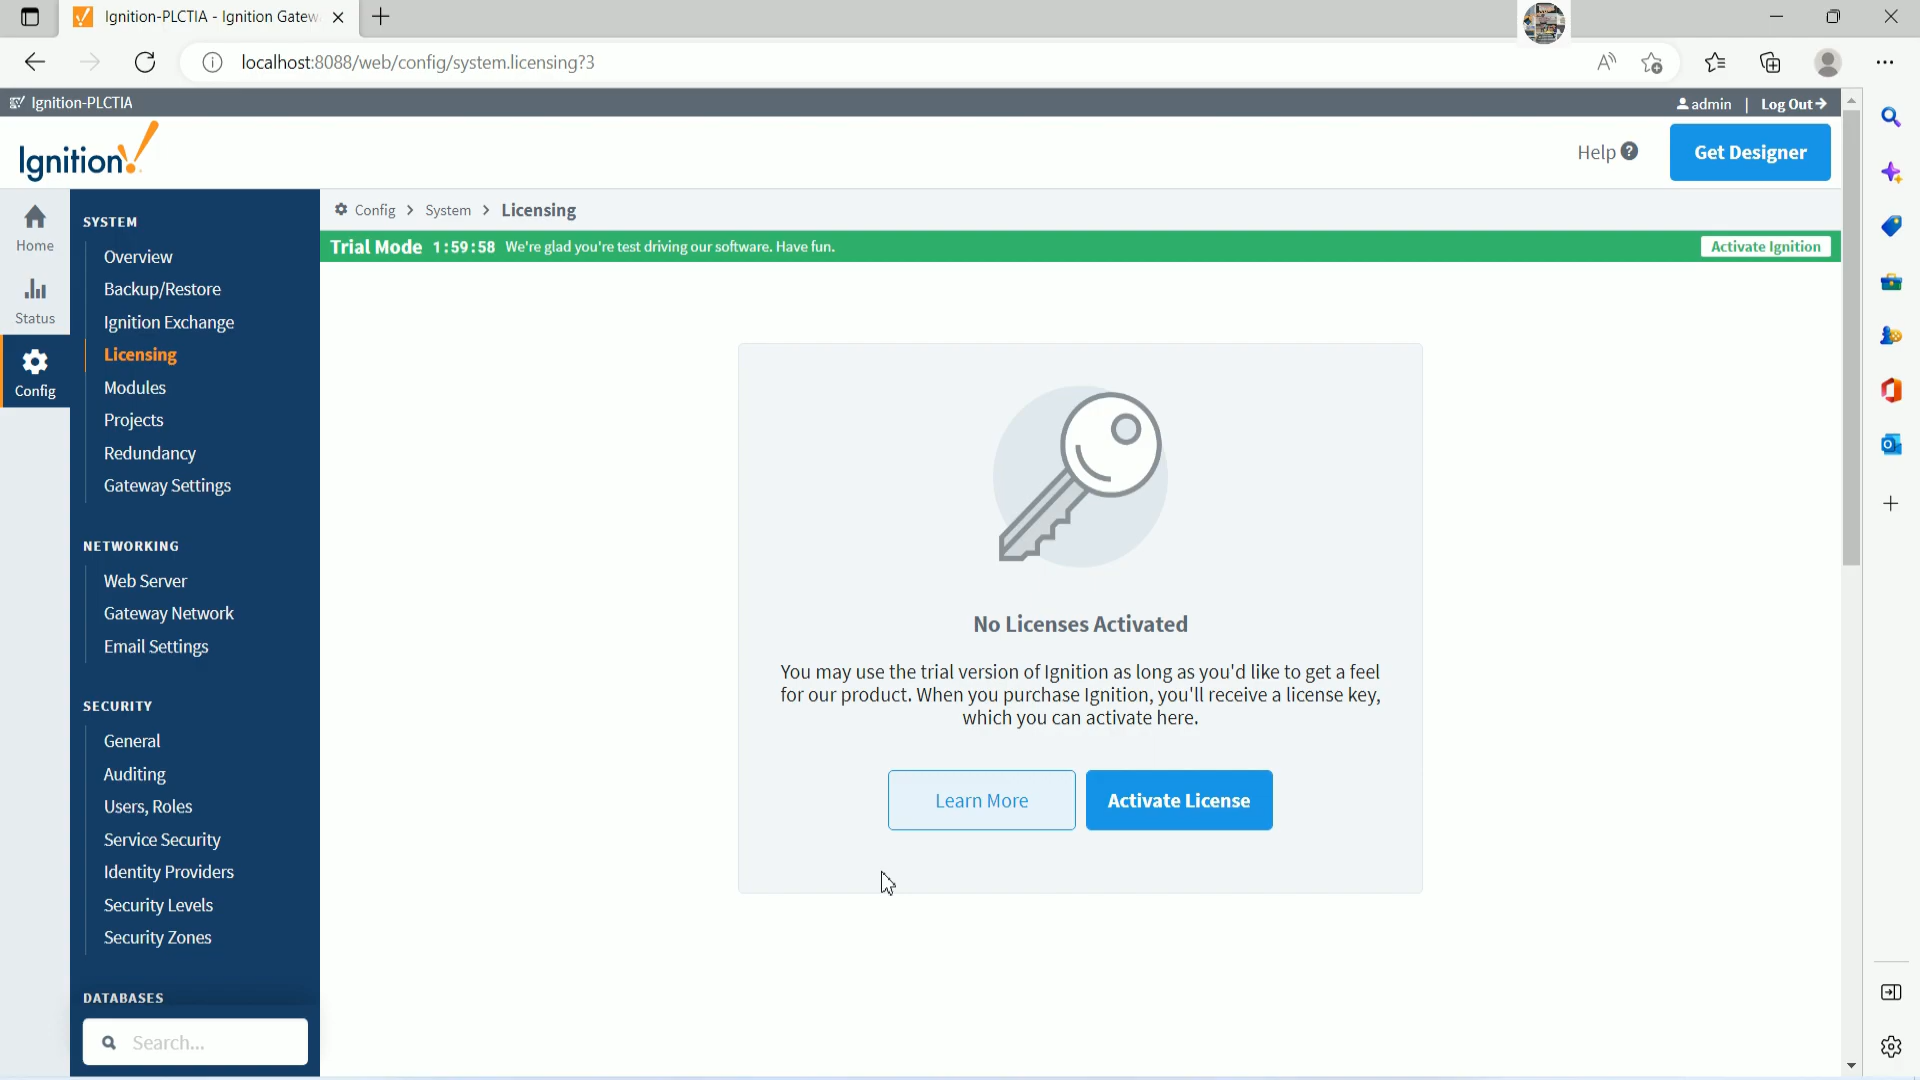 Ignition-PLCTIA - Ignition Gatew
localhost:8088/web/config/system.licensing?3
Ignition-PLCTIA
admin | Log Out
Ignition!
Help ?
Get Designer
Home
Status
Config
SYSTEM
Overview
Backup/Restore
Ignition Exchange
Licensing
Modules
Projects
Redundancy
Gateway Settings
NETWORKING
Web Server
Gateway Network
Email Settings
SECURITY
General
Auditing
Users, Roles
Service Security
Identity Providers
Security Levels
Security Zones
DATABASES
Search...
Config > System > Licensing
Trial Mode 1:59:58 We're glad you're test driving our software. Have fun.
Activate Ignition
No Licenses Activated
You may use the trial version of Ignition as long as you'd like to get a feel
for our product. When you purchase Ignition, you'll receive a license key,
which you can activate here.
Learn More
Activate License